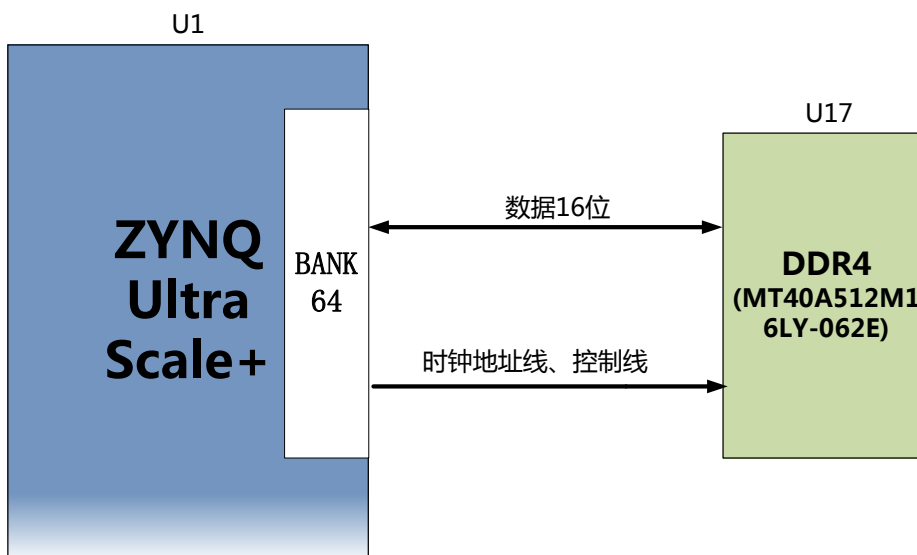 U1
U17
ZYNQ
Ultra
Scale+
BANK
64
数据16位
时钟地址线、控制线
DDR4
(MT40A512M1
6LY-062E)